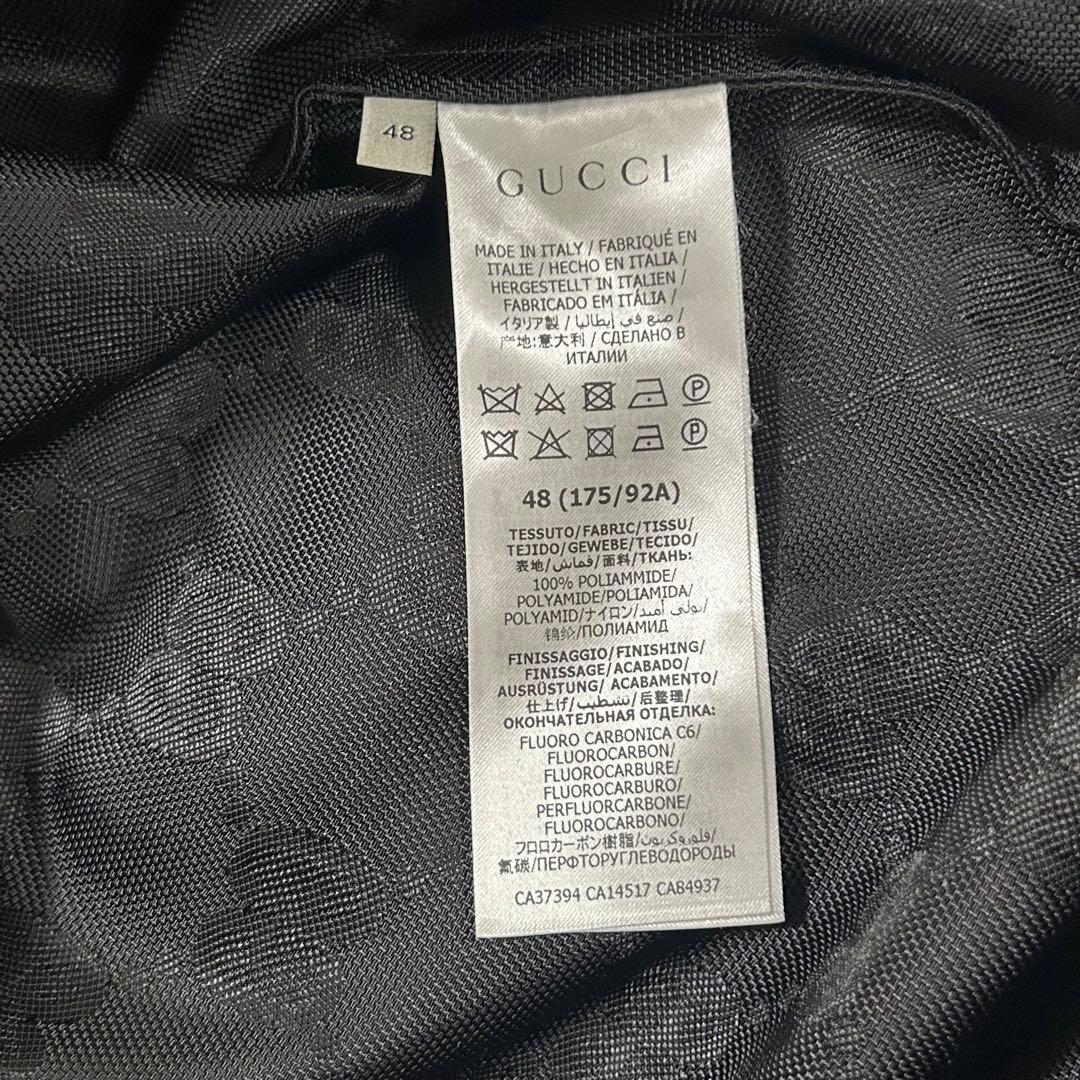 48
GUCCI
MADE IN ITALY / FABRIQUÉ EN
ITALIE / HECHO EN ITALIA /
HERGESTELLT IN ITALIEN /
FABRICADO EM ITÁLIA /
イタリア製 / صنع في إيطاليا /
产地:意大利 / СДЕЛАНО В
ИТАЛИИ
P
P
48 (175/92A)
TESSUTO/FABRIC/TISSU/
TEJIDO/GEWEBE/TECIDO/
表地/قماش/面料/ТКАНЬ:
100% POLIAMMIDE/
POLYAMIDE/POLIAMIDA/
POLYAMID/ナイロン/بولي أميد/
锦纶/ПОЛИАМИД
FINISSAGGIO/FINISHING/
FINISSAGE/ACABADO/
AUSRÜSTUNG/ ACABAMENTO/
仕上げ/تشطيب/后整理/
ОКОНЧАТЕЛЬНАЯ ОТДЕЛКА:
FLUORO CARBONICA C6/
FLUOROCARBON/
FLUOROCARBURE/
FLUOROCARBURO/
PERFLUORCARBONE/
FLUOROCARBONO/
フロロカーボン樹脂/فلوروكربون/
氟碳/ПЕРФТОРУГЛЕВОДОРОДЫ
CA37394 CA14517 CA84937